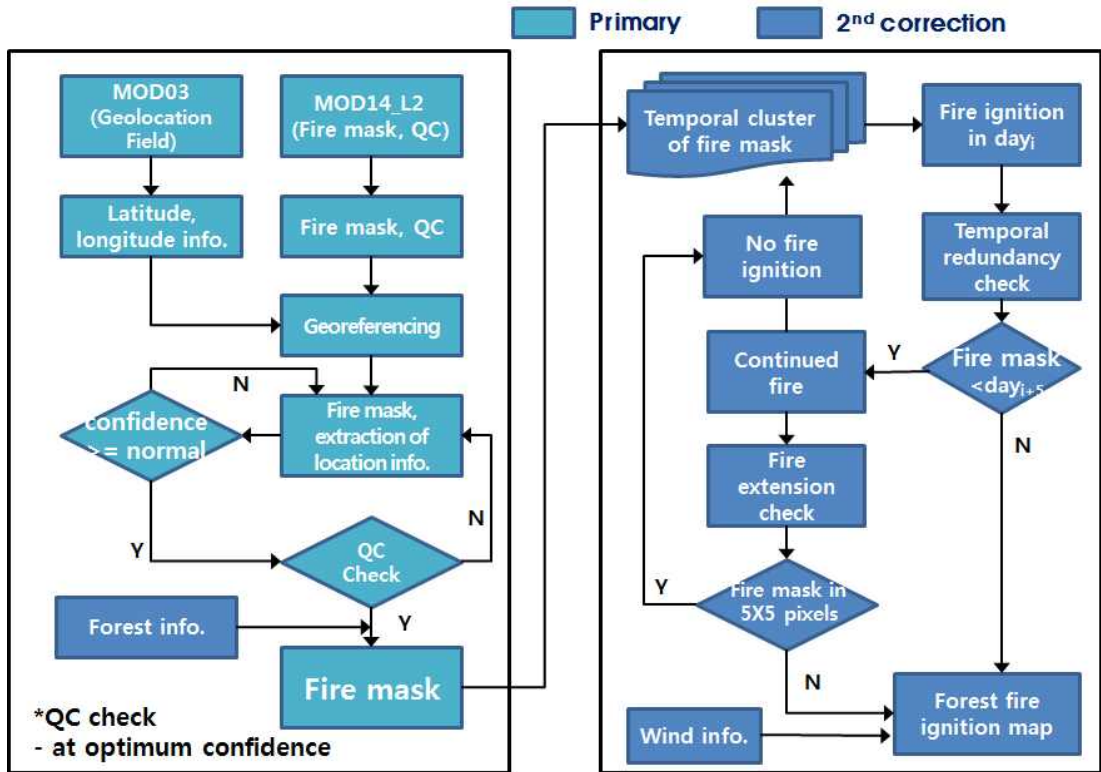 Primary
2nd correction
MOD03
(Geolocation
Field)
MOD14_L2
(Fire mask, QC)
Latitude,
longitude info.
Fire mask, QC
Georeferencing
N
confidence
>= normal
Fire mask,
extraction of
location info.
N
Y
QC
Check
Forest info.
Y
Fire mask
*QC check
- at optimum confidence
Temporal cluster
of fire mask
Fire ignition
in dayi
No fire
ignition
Temporal
redundancy
check
Continued
fire
Y
Fire mask
<dayi+5
N
Fire
extension
check
Y
Fire mask in
5X5 pixels
N
Wind info.
Forest fire
ignition map